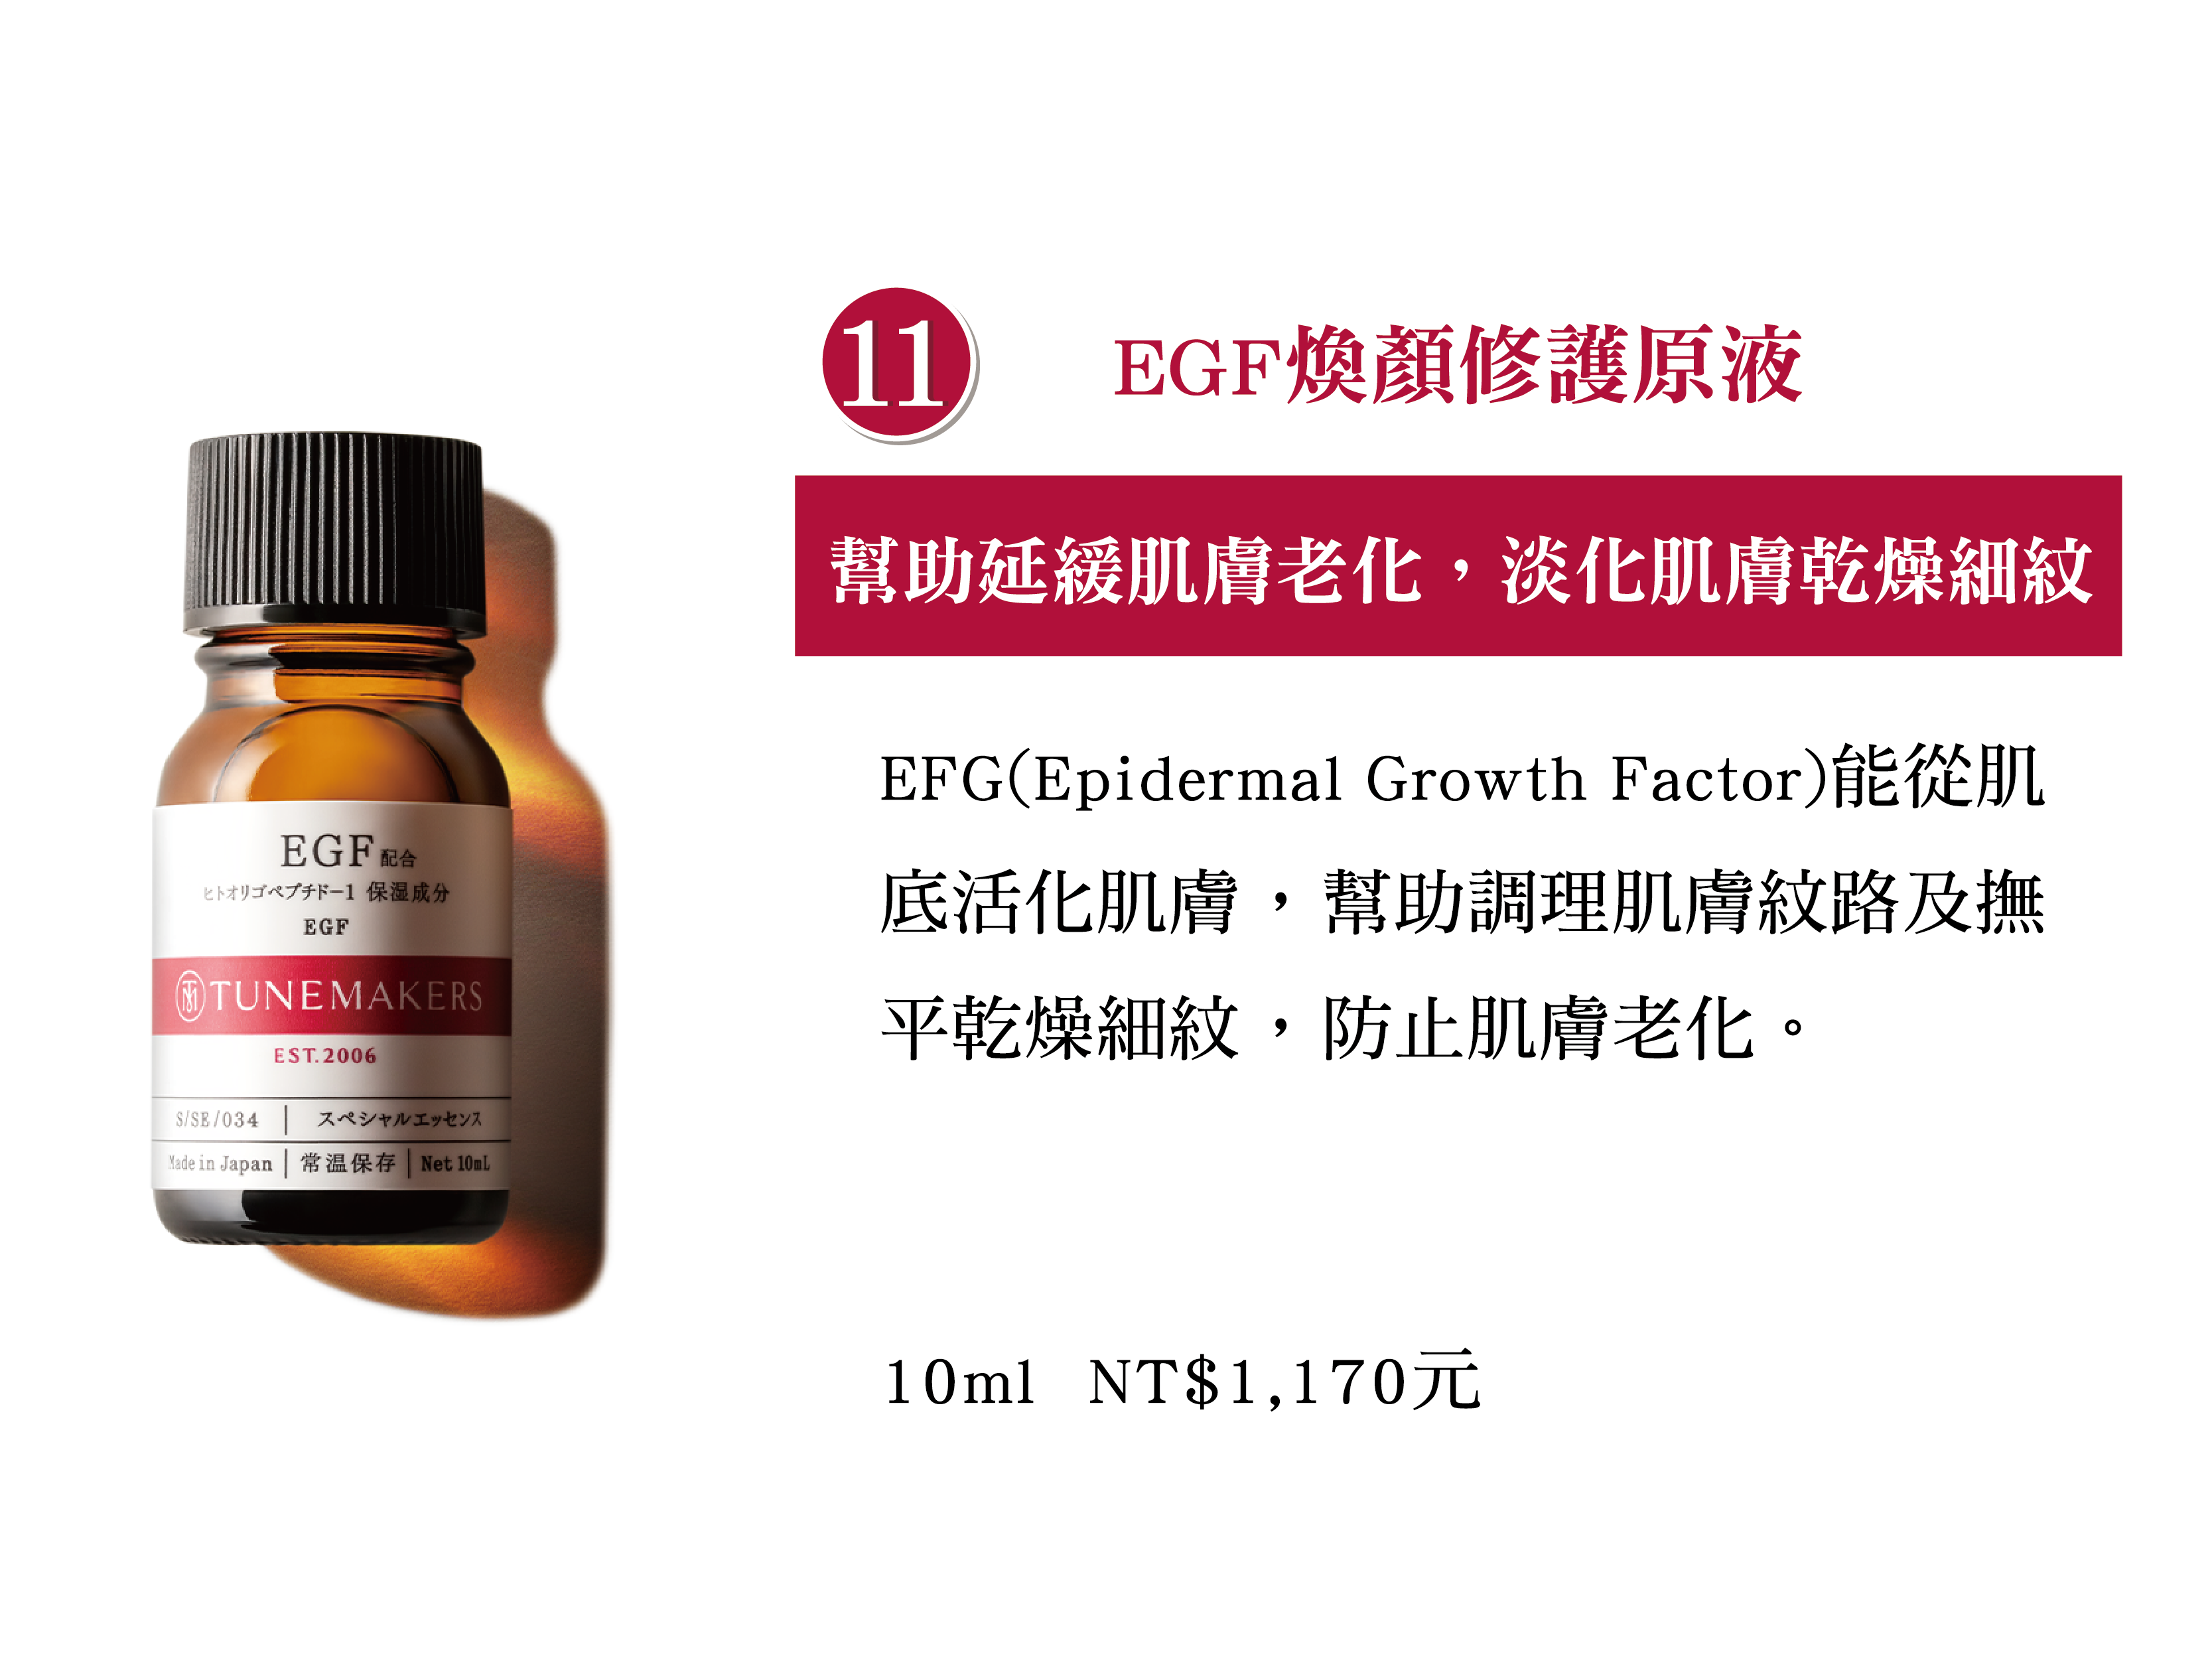 11
EGF煥顏修護原液
幫助延緩肌膚老化，淡化肌膚乾燥細紋
EFG(Epidermal Growth Factor)能從肌
底活化肌膚，幫助調理肌膚紋路及撫
平乾燥細紋，防止肌膚老化。
10ml NT$1,170元
EGF配合
ヒトオリゴペプチドー1 保湿成分
EGF
TUNEMAKERS
EST.2006
S/SE/034 スペシャルエッセンス
Made in Japan 常温保存 Net 10mL